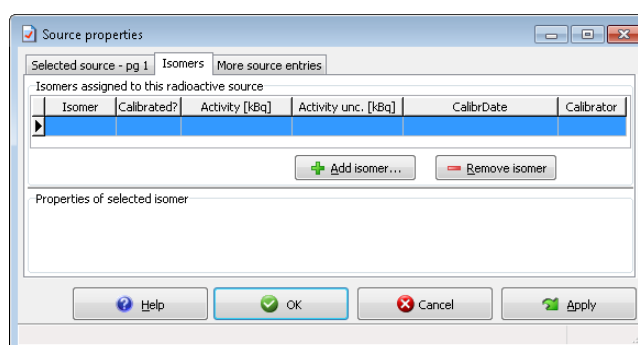 Source properties
Selected source - pg 1 Isomers More source entries
Isomers assigned to this radioactive source
Isomer Calibrated? Activity [kBq] Activity unc. [kBq] CalibrDate Calibrator
Add isomer... Remove isomer
Properties of selected isomer
Help OK Cancel Apply